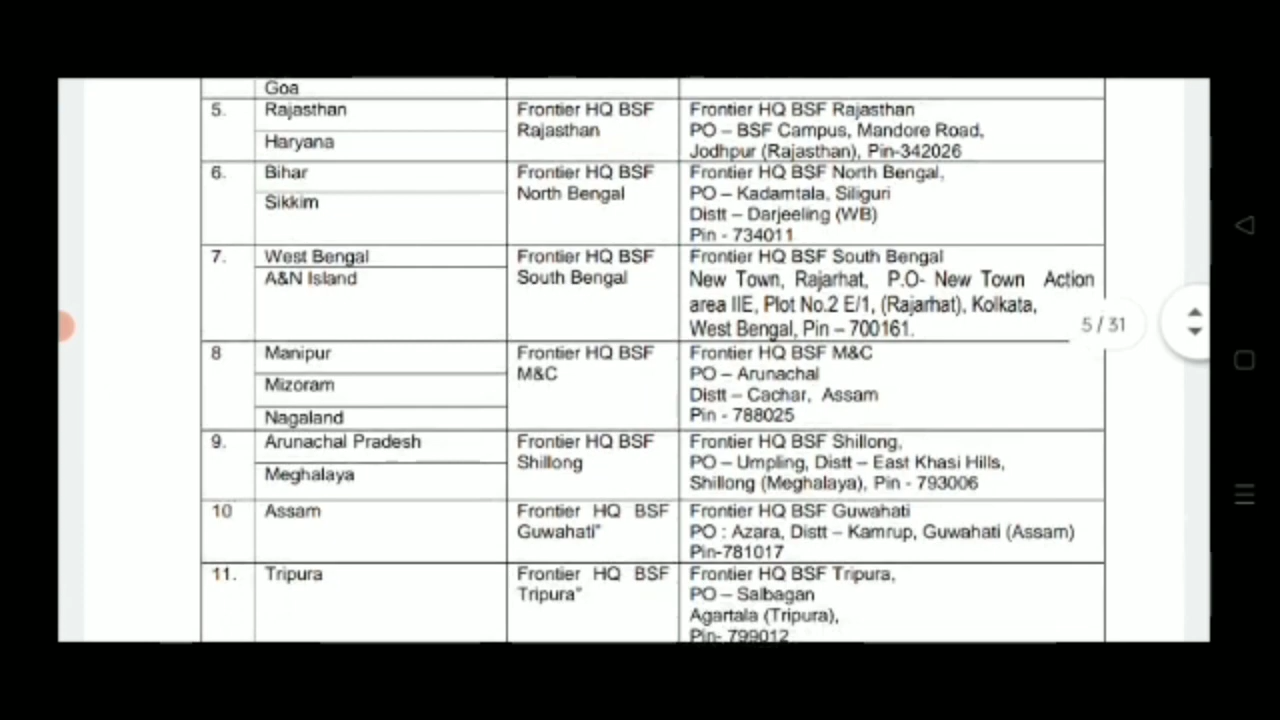 Goa
5. Rajasthan Frontier HQ BSF Frontier HQ BSF Rajasthan
Rajasthan PO – BSF Campus, Mandore Road,
Haryana Jodhpur (Rajasthan), Pin-342026
6. Bihar Frontier HQ BSF Frontier HQ BSF North Bengal,
North Bengal PO – Kadamtala, Siliguri
Sikkim Distt – Darjeeling (WB)
Pin - 734011
7. West Bengal Frontier HQ BSF Frontier HQ BSF South Bengal
A&N Island South Bengal New Town, Rajarhat, P.O- New Town Action
area IIE, Plot No.2 E/1, (Rajarhat), Kolkata,
West Bengal, Pin – 700161.
5 / 31
8 Manipur Frontier HQ BSF Frontier HQ BSF M&C
M&C PO – Arunachal
Mizoram Distt – Cachar, Assam
Nagaland Pin - 788025
9. Arunachal Pradesh Frontier HQ BSF Frontier HQ BSF Shillong,
Shillong PO – Umpling, Distt – East Khasi Hills,
Meghalaya Shillong (Meghalaya), Pin - 793006
10 Assam Frontier HQ BSF Frontier HQ BSF Guwahati
Guwahati" PO : Azara, Distt – Kamrup, Guwahati (Assam)
Pin-781017
11. Tripura Frontier HQ BSF Frontier HQ BSF Tripura,
Tripura" PO – Salbagan
Agartala (Tripura),
Pin- 799012